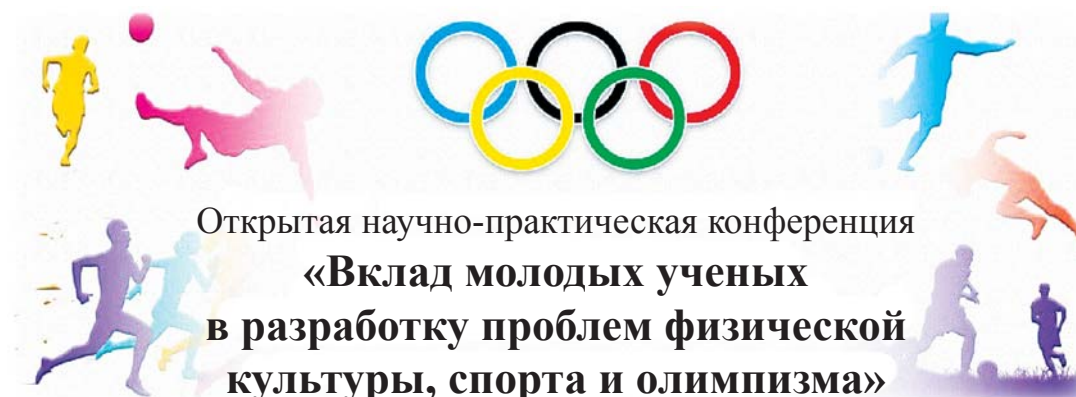 Открытая научно-практическая конференция
«Вклад молодых ученых
в разработку проблем физической
культуры, спорта и олимпизма»